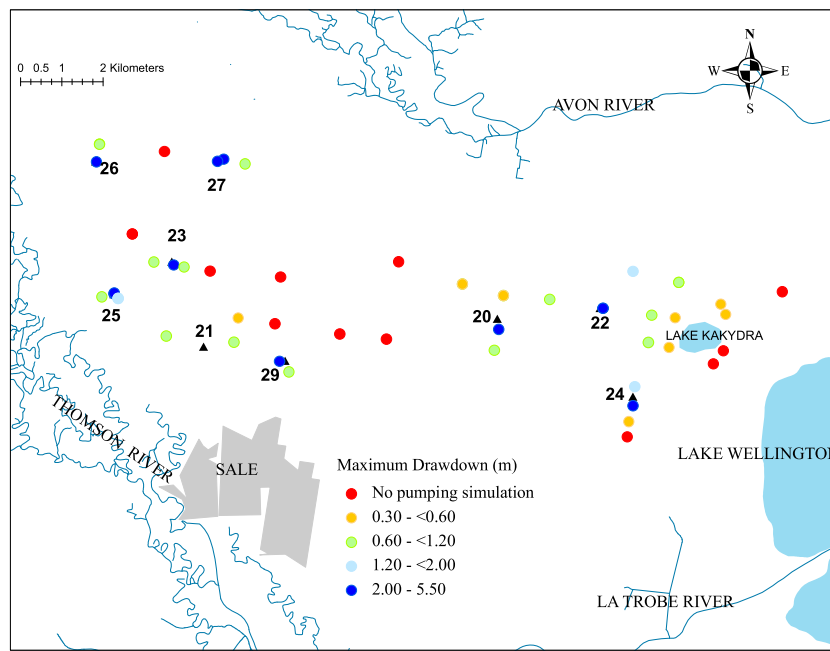 N
W E
S
0 0.5 1 2 Kilometers
AVON RIVER
26
27
23
25
21
20
22
LAKE KAKYDRA
29
24
THOMSON RIVER
SALE
LAKE WELLINGTON
Maximum Drawdown (m)
No pumping simulation
0.30 - <0.60
0.60 - <1.20
1.20 - <2.00
2.00 - 5.50
LA TROBE RIVER